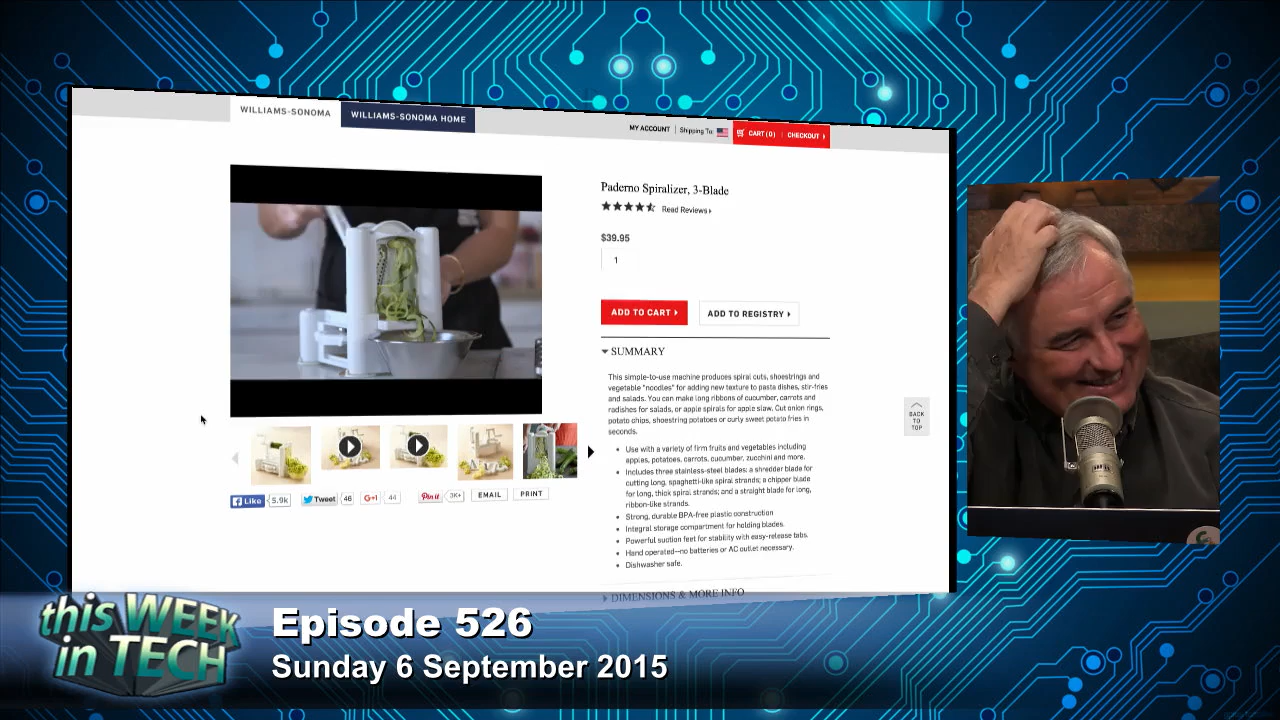 WILLIAMS-SONOMA
WILLIAMS-SONOMA HOME
MY ACCOUNT
Shipping To:
CART (0)
CHECKOUT
Paderno Spiralizer, 3-Blade
Read Reviews
$39.95
1
ADD TO CART
ADD TO REGISTRY
SUMMARY
This simple-to-use machine produces spiral cuts, shoestrings and
vegetable "noodles" for adding new texture to pasta dishes, stir-fries
and salads. You can make long ribbons of cucumber, carrots and
radishes for salads, or apple spirals for apple slaw. Cut onion rings,
potato chips, shoestring potatoes or curly sweet potato fries in
seconds.
Use with a variety of firm fruits and vegetables including
apples, potatoes, carrots, cucumber, zucchini and more.
Includes three stainless-steel blades: a shredder blade for
cutting long, spaghetti-like spiral strands; a chipper blade
for long, thick spiral strands; and a straight blade for long,
ribbon-like strands.
Strong, durable BPA-free plastic construction
Integral storage compartment for holding blades.
Powerful suction feet for stability with easy-release tabs.
Hand operated--no batteries or AC outlet necessary.
Dishwasher safe.
DIMENSIONS & MORE INFO
BACK
TO
TOP
Like
5.9k
Tweet
46
G+1
44
Pin it
3K+
EMAIL
PRINT
this WEEK
in TECH
Episode 526
Sunday 6 September 2015